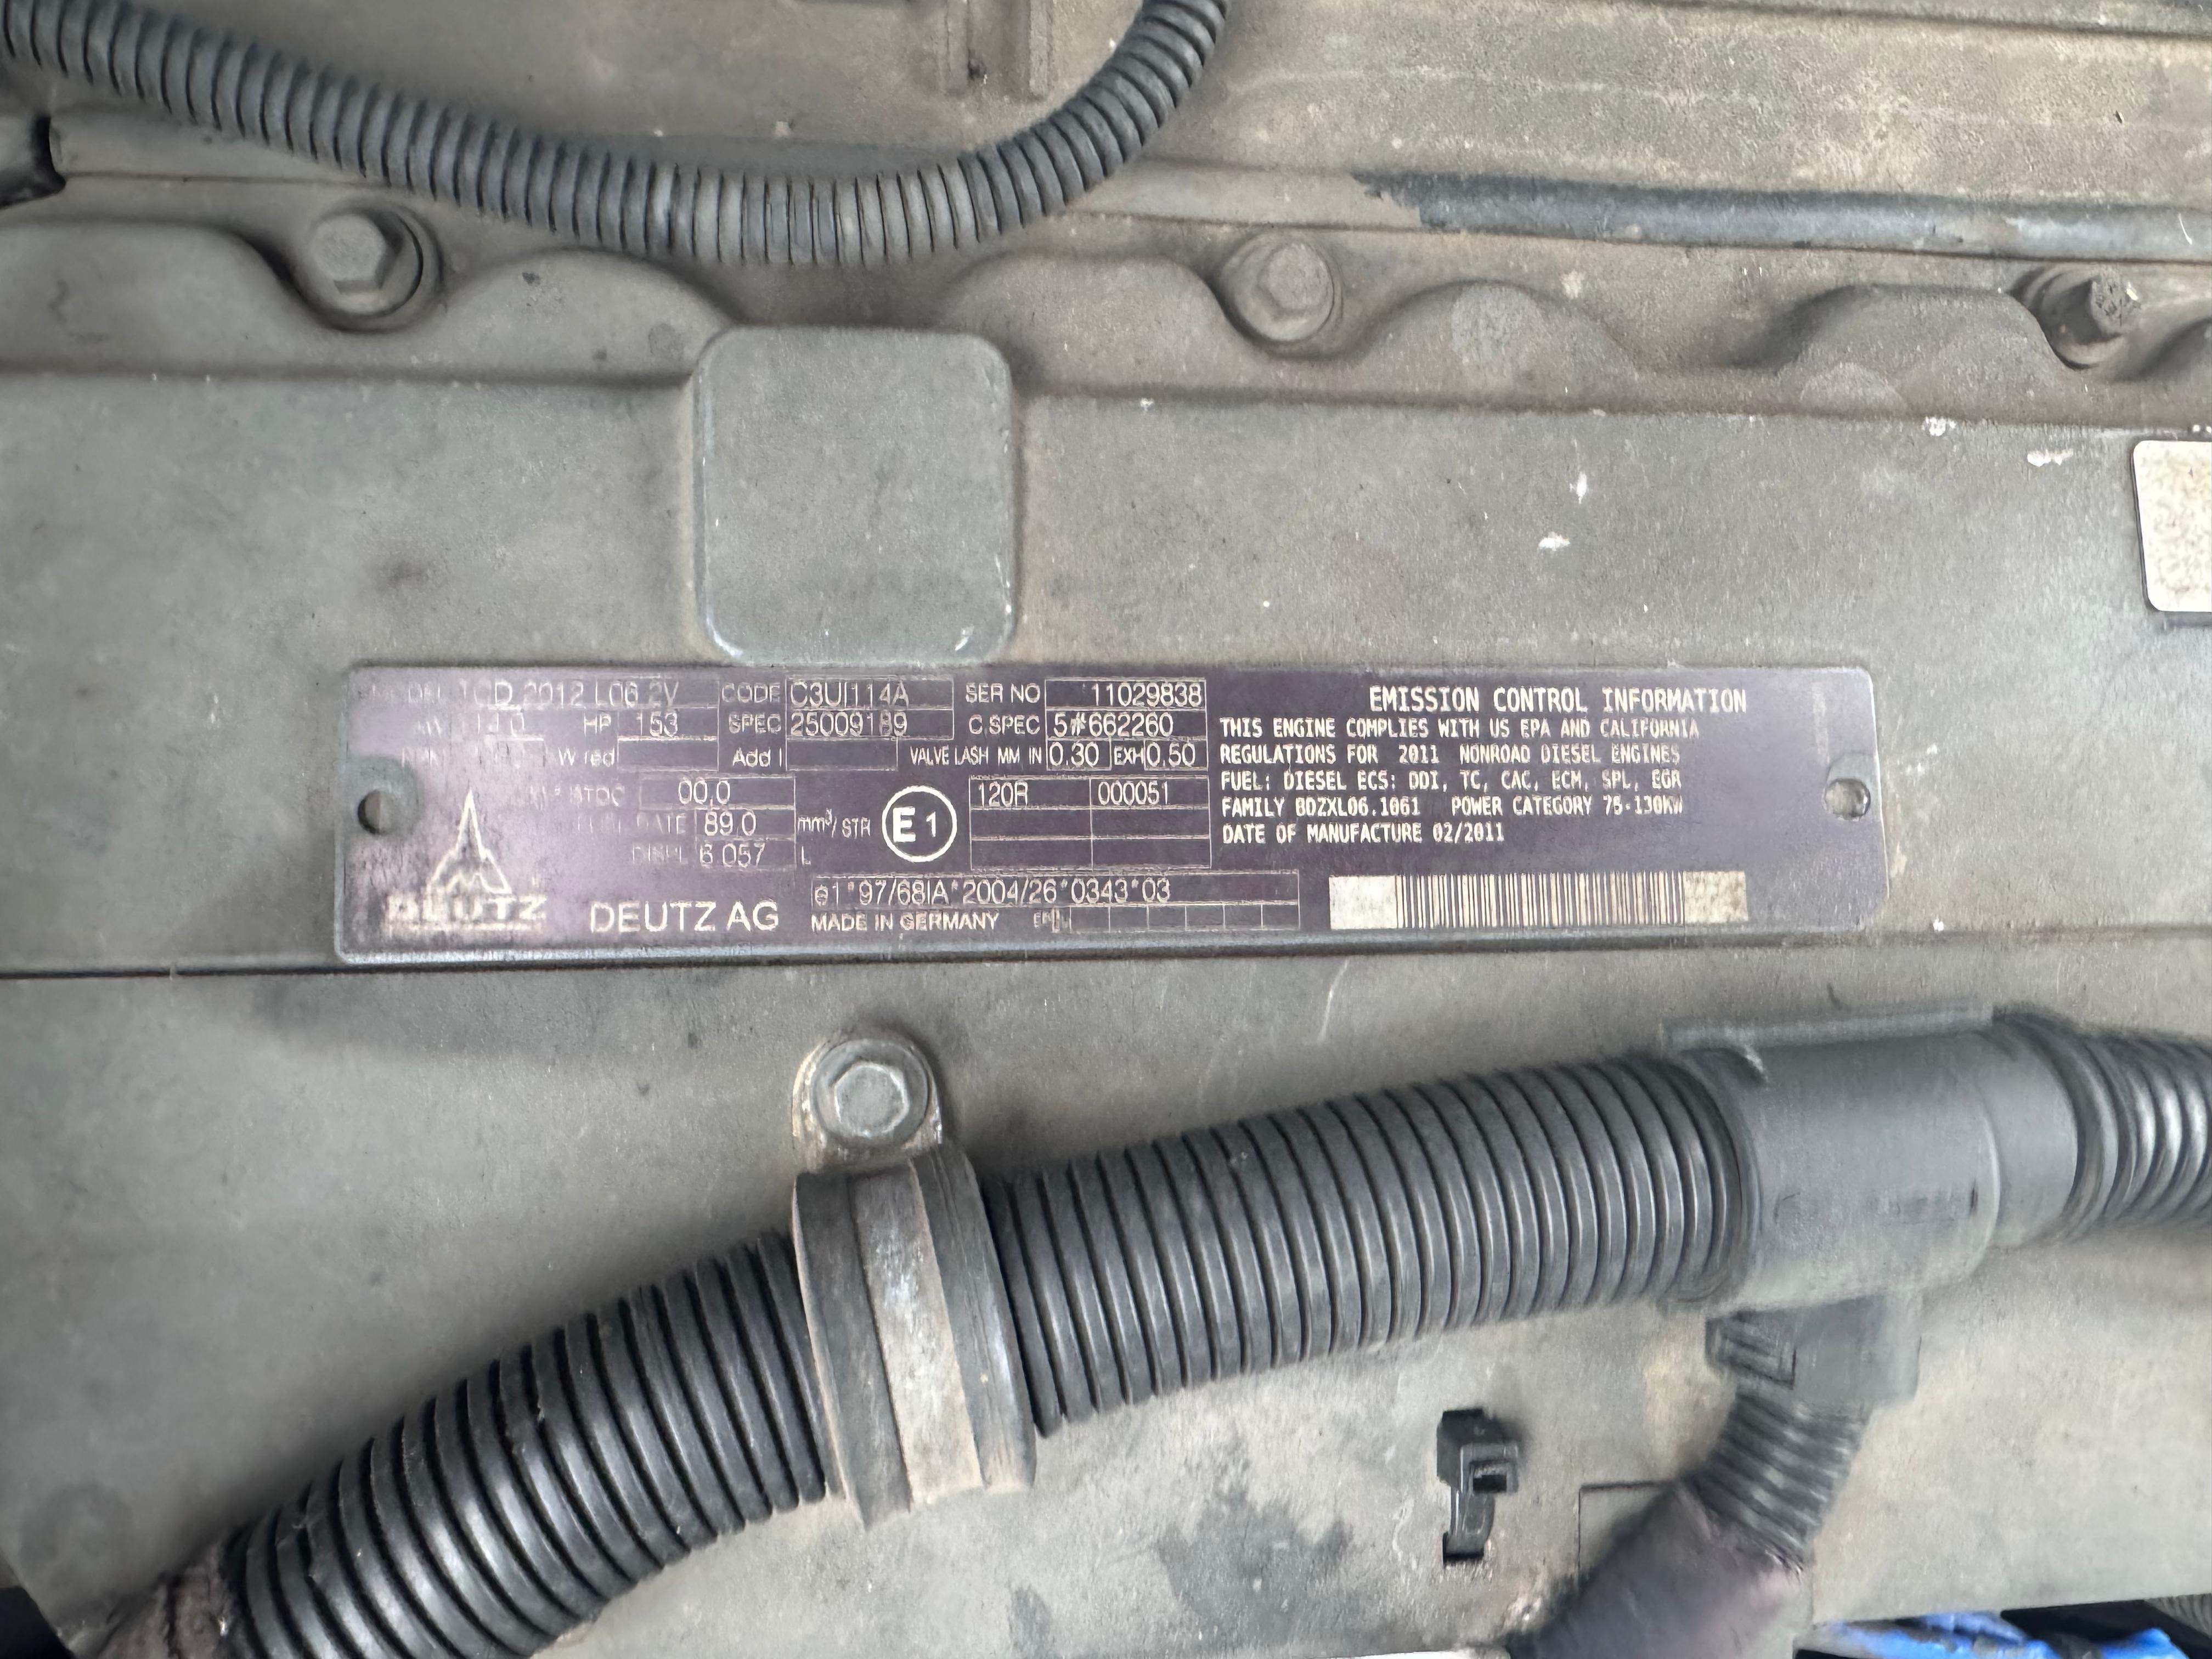 MODEL TCD 2012 L06 2V CODE C3UI114A SER NO 11029838
HP 153 SPEC 25009189 C.SPEC 5#662260
W red Add I VALVE LASH MM IN 0.30 EXH 0.50
00,0
89.0 mm³/STR
DISPL 6.057 L
E1
120R 000051
DEUTZ
DEUTZ AG
e1*97/68IA*2004/26*0343*03
MADE IN GERMANY
EMISSION CONTROL INFORMATION
THIS ENGINE COMPLIES WITH US EPA AND CALIFORNIA
REGULATIONS FOR 2011 NONROAD DIESEL ENGINES
FUEL: DIESEL ECS: DDI, TC, CAC, ECM, SPL, EGR
FAMILY BDZXL06.1061 POWER CATEGORY 75-130KW
DATE OF MANUFACTURE 02/2011